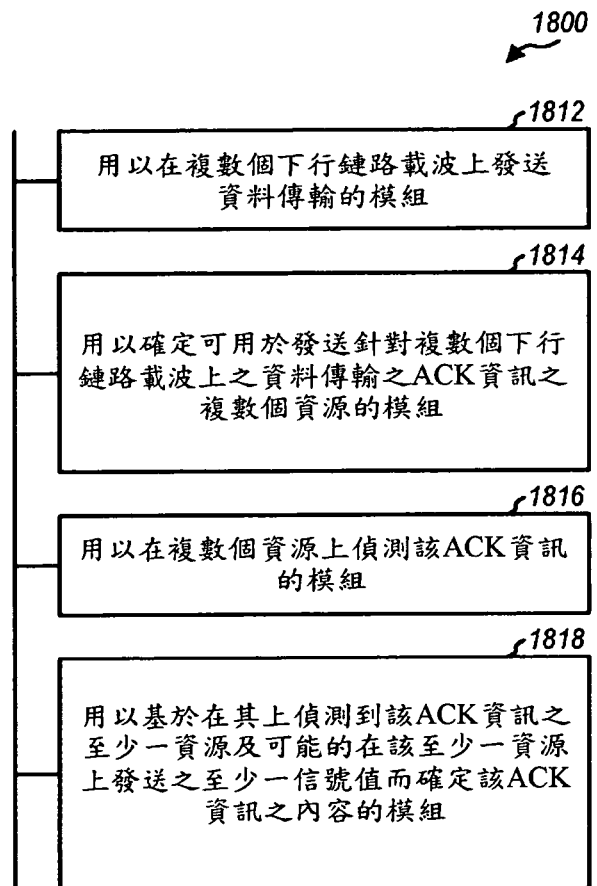 1800
1812
用以在複數個下行鏈路載波上發送
資料傳輸的模組
1814
用以確定可用於發送針對複數個下行
鏈路載波上之資料傳輸之ACK資訊之
複數個資源的模組
1816
用以在複數個資源上偵測該ACK資訊
的模組
1818
用以基於在其上偵測到該ACK資訊之
至少一資源及可能的在該至少一資源
上發送之至少一信號值而確定該ACK
資訊之內容的模組